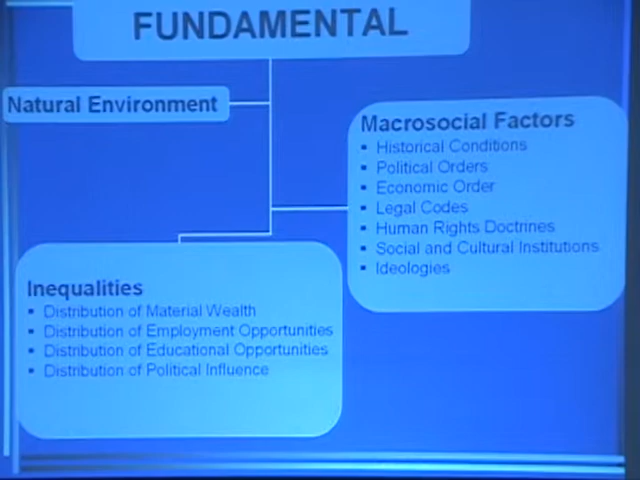 FUNDAMENTAL
Natural Environment
Macrosocial Factors
▪ Historical Conditions
▪ Political Orders
▪ Economic Order
▪ Legal Codes
▪ Human Rights Doctrines
▪ Social and Cultural Institutions
▪ Ideologies
Inequalities
▪ Distribution of Material Wealth
▪ Distribution of Employment Opportunities
▪ Distribution of Educational Opportunities
▪ Distribution of Political Influence